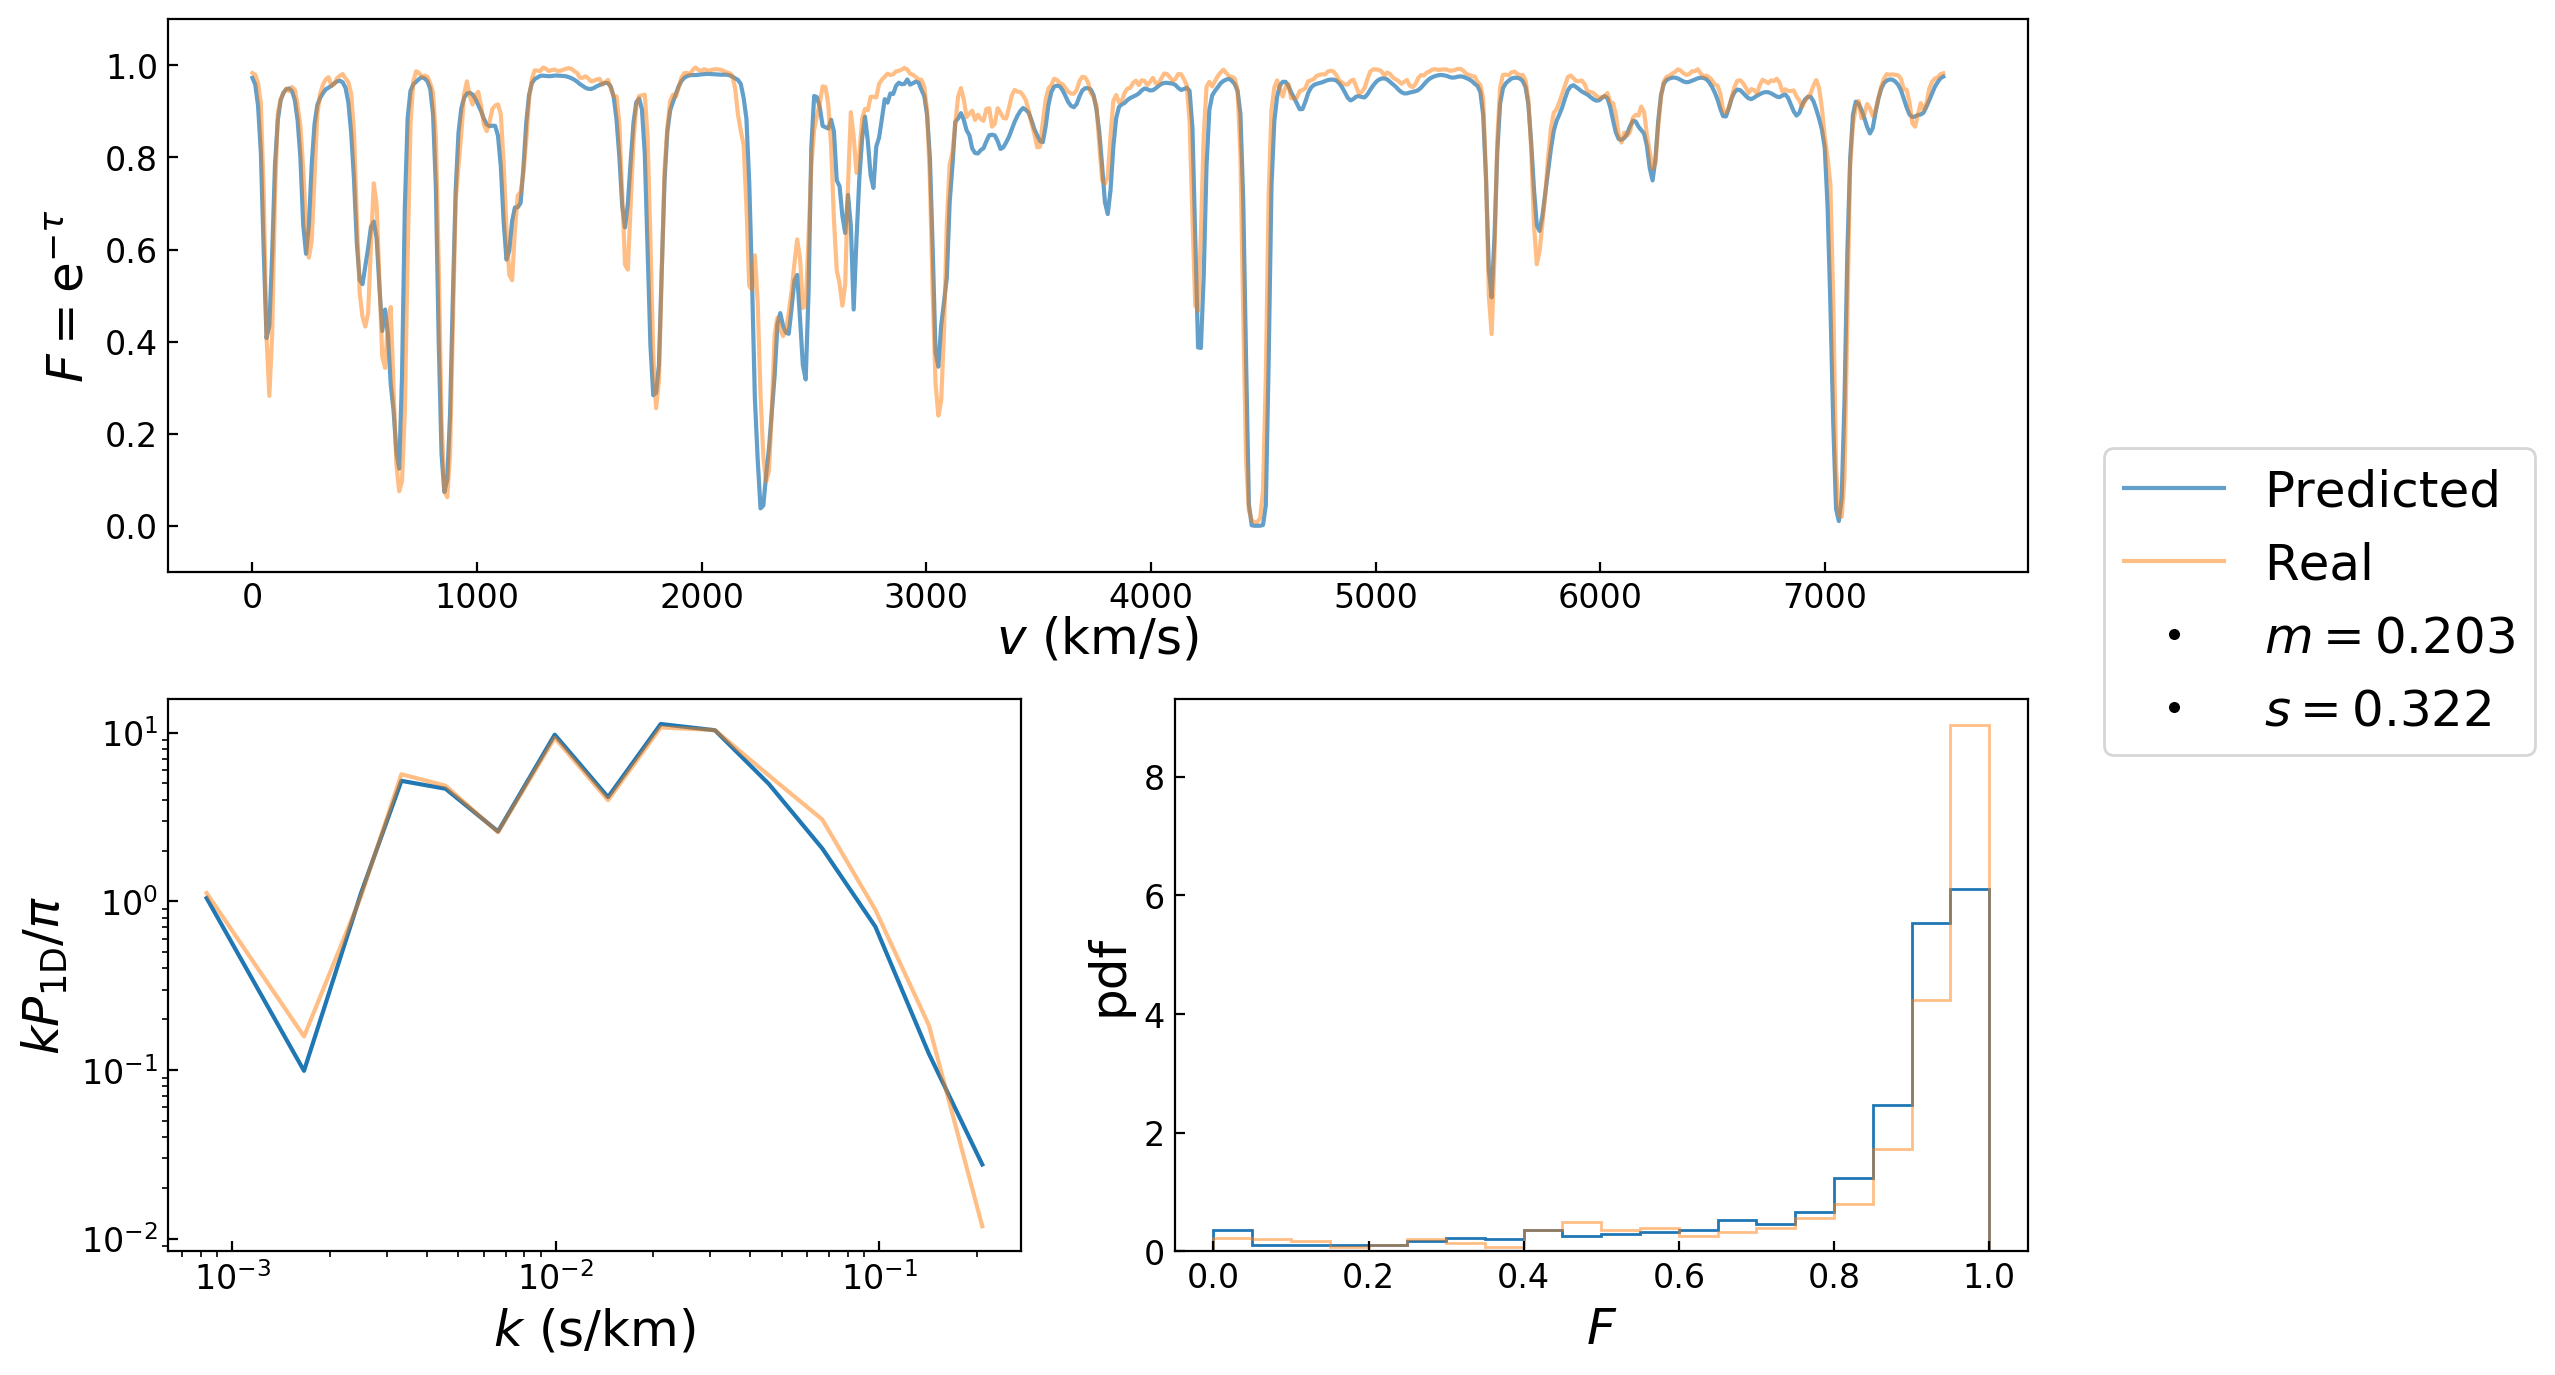 1.0
0.8
0.6
0.4
0.2
0.0
F = e^{−τ}
0 1000 2000 3000 4000 5000 6000 7000
v (km/s)
Predicted
Real
m = 0.203
s = 0.322
10^1
10^0
10^{−1}
10^{−2}
kP_{1D}/π
10^{−3} 10^{−2} 10^{−1}
k (s/km)
8
6
4
2
0
pdf
0.0 0.2 0.4 0.6 0.8 1.0
F